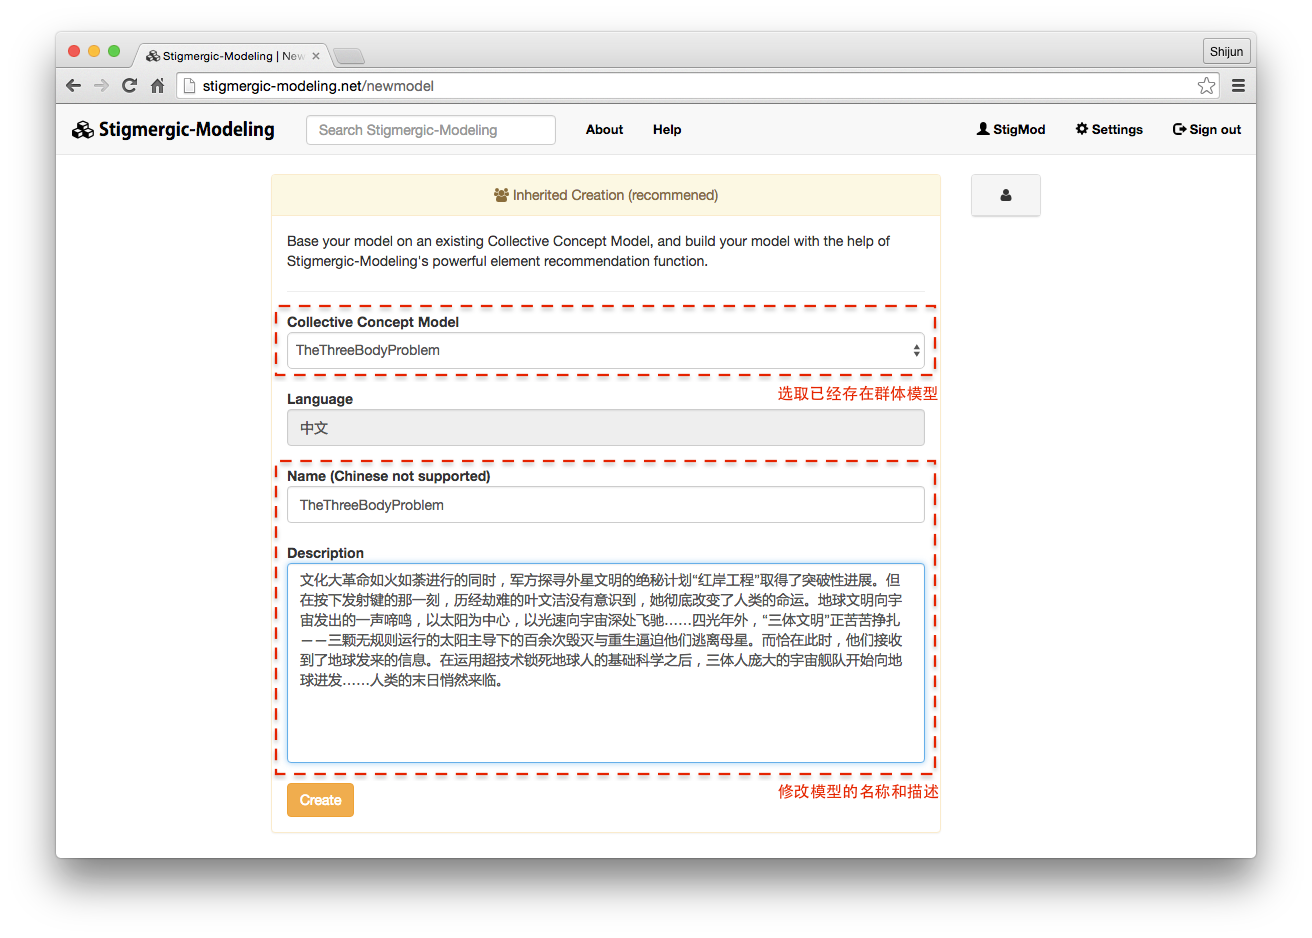 Stigmergic-Modeling | New
Shijun
stigmergic-modeling.net/newmodel
Stigmergic-Modeling
Search Stigmergic-Modeling
About
Help
StigMod
Settings
Sign out
Inherited Creation (recommened)
Base your model on an existing Collective Concept Model, and build your model with the help of
Stigmergic-Modeling's powerful element recommendation function.
Collective Concept Model
TheThreeBodyProblem
选取已经存在群体模型
Language
中文
Name (Chinese not supported)
TheThreeBodyProblem
Description
文化大革命如火如荼进行的同时，军方探寻外星文明的绝秘计划“红岸工程”取得了突破性进展。但
在按下发射键的那一刻，历经劫难的叶文洁没有意识到，她彻底改变了人类的命运。地球文明向宇
宙发出的一声啼鸣，以太阳为中心，以光速向宇宙深处飞驰……四光年外，“三体文明”正苦苦挣扎
——三颗无规则运行的太阳主导下的百余次毁灭与重生逼迫他们逃离母星。而恰在此时，他们接收
到了地球发来的信息。在运用超技术锁死地球人的基础科学之后，三体人庞大的宇宙舰队开始向地
球进发……人类的末日悄然来临。
修改模型的名称和描述
Create